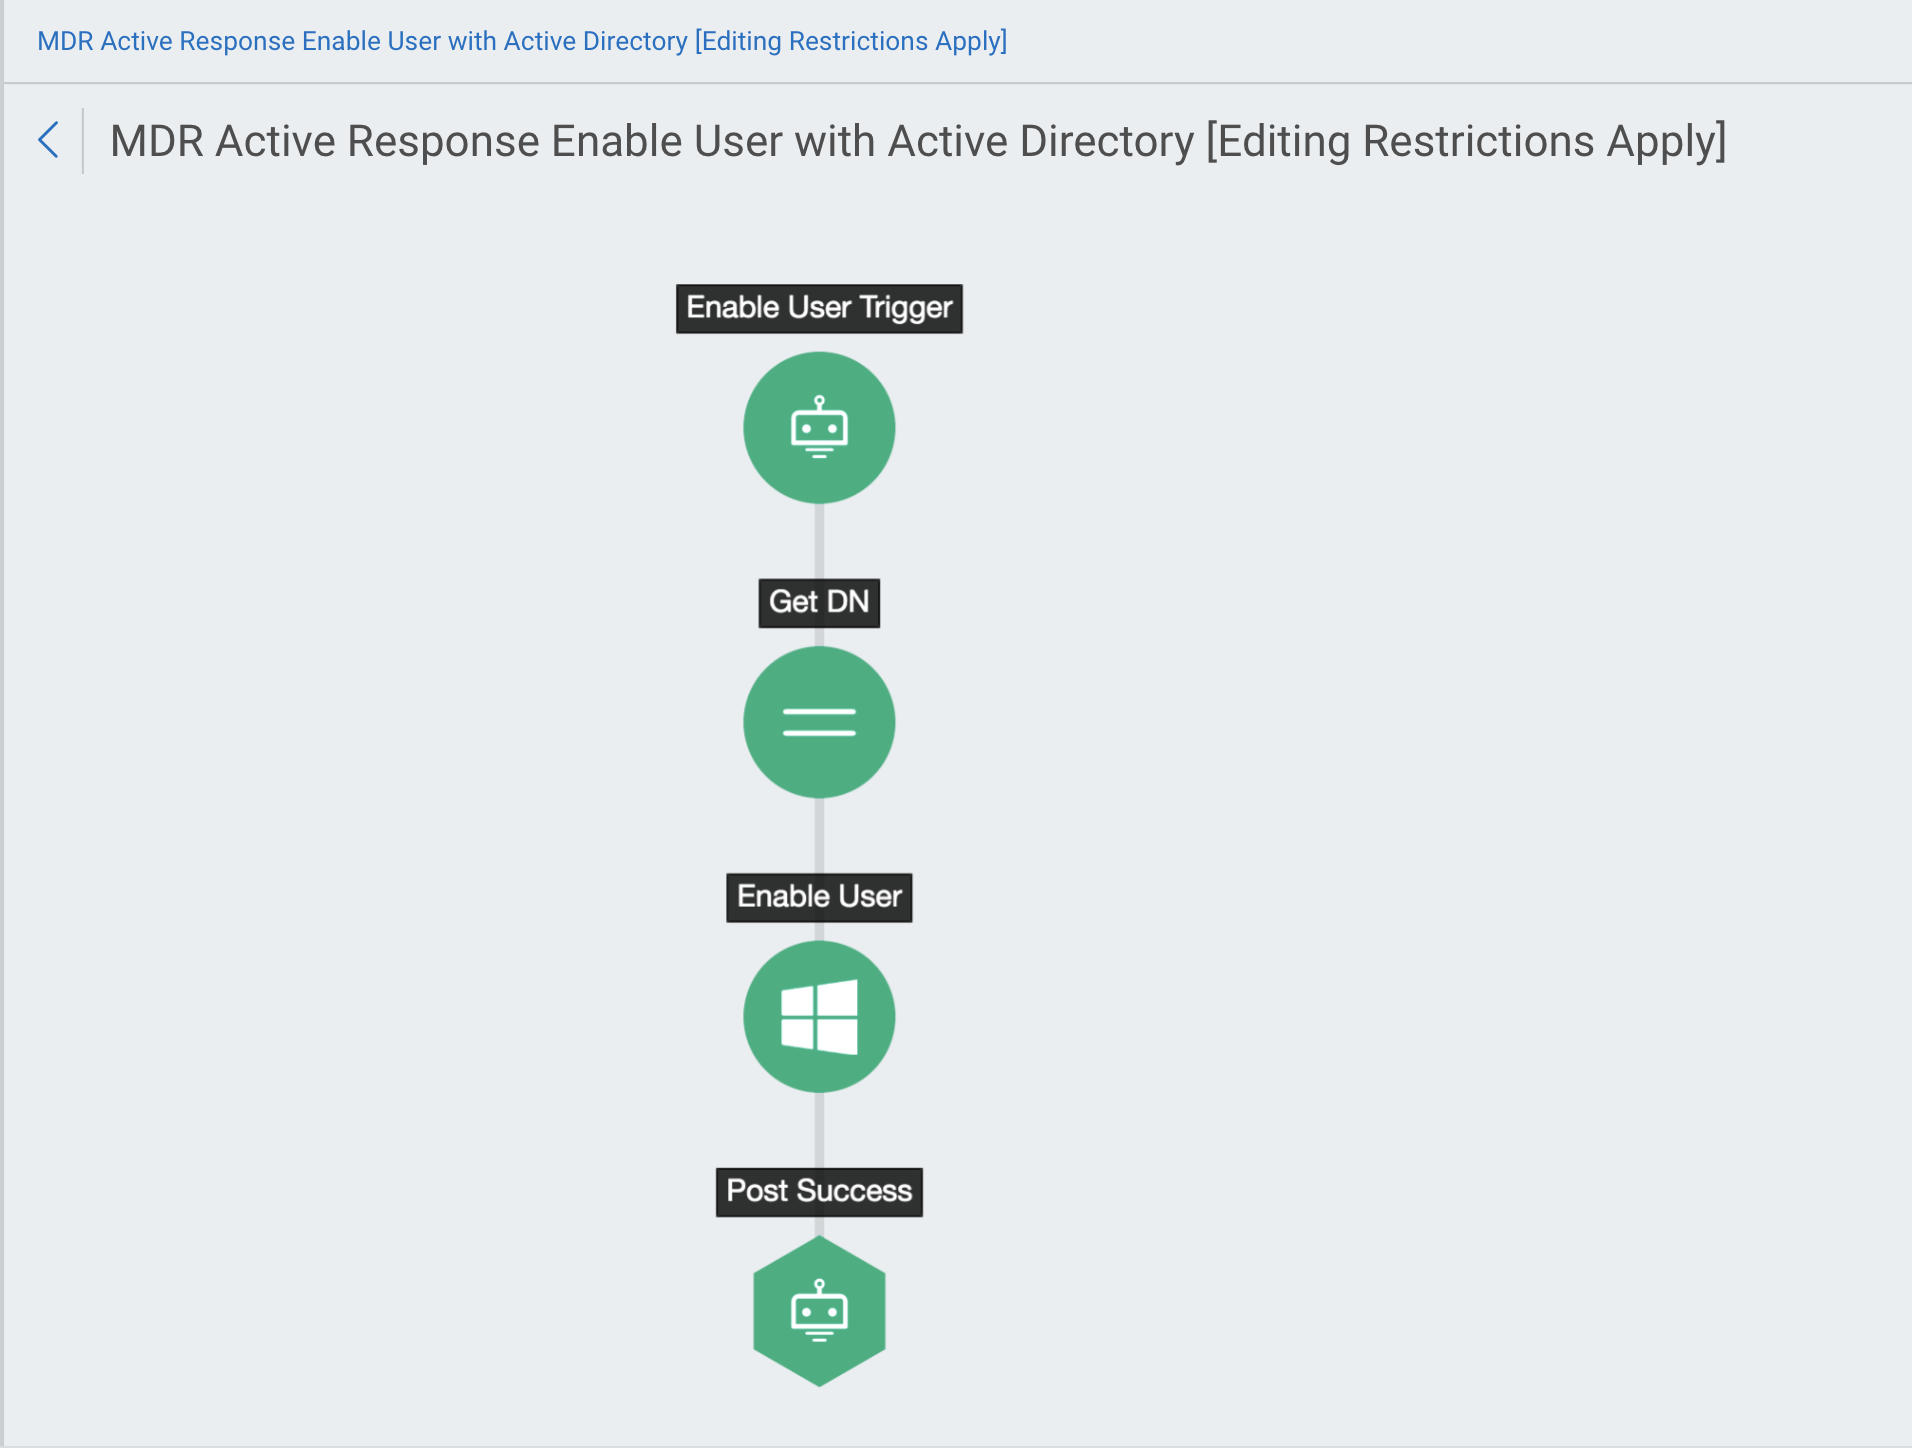 MDR Active Response Enable User with Active Directory [Editing Restrictions Apply]
MDR Active Response Enable User with Active Directory [Editing Restrictions Apply]
Enable User Trigger
Get DN
Enable User
Post Success